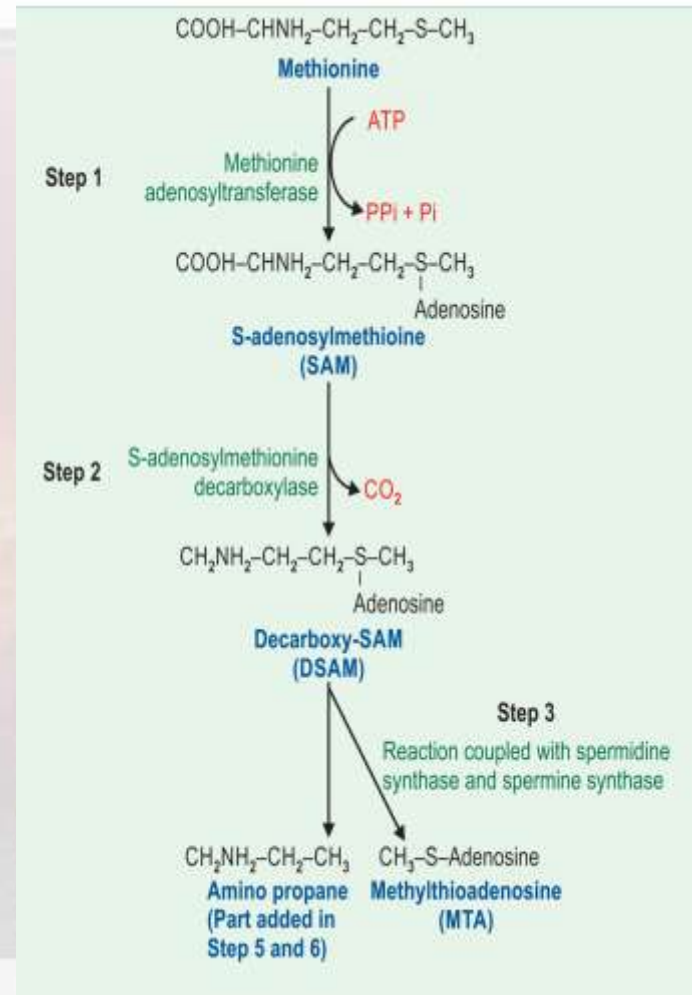 COOH–CHNH₂–CH₂–CH₂–S–CH₃
Methionine
ATP
Step 1
Methionine
adenosyltransferase
PPi + Pi
COOH–CHNH₂–CH₂–CH₂–S–CH₃
Adenosine
S-adenosylmethioine
(SAM)
Step 2
S-adenosylmethionine
decarboxylase
CO₂
CH₂NH₂–CH₂–CH₂–S–CH₃
Adenosine
Decarboxy-SAM
(DSAM)
Step 3
Reaction coupled with spermidine
synthase and spermine synthase
CH₂NH₂–CH₂–CH₃
Amino propane
(Part added in
Step 5 and 6)
CH₃–S–Adenosine
Methylthioadenosine
(MTA)